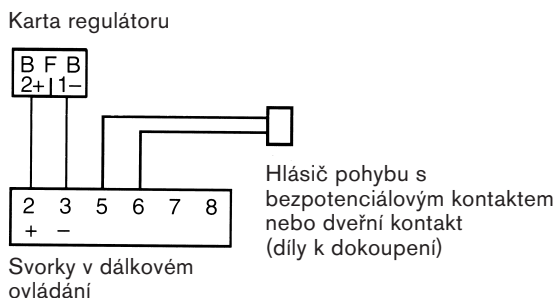 Karta regulátoru
B F B
2+ | 1–
2 3 5 6 7 8
+ –
Hlásič pohybu s
bezpotenciálovým kontaktem
nebo dveřní kontakt
(díly k dokoupení)
Svorky v dálkovém
ovládání